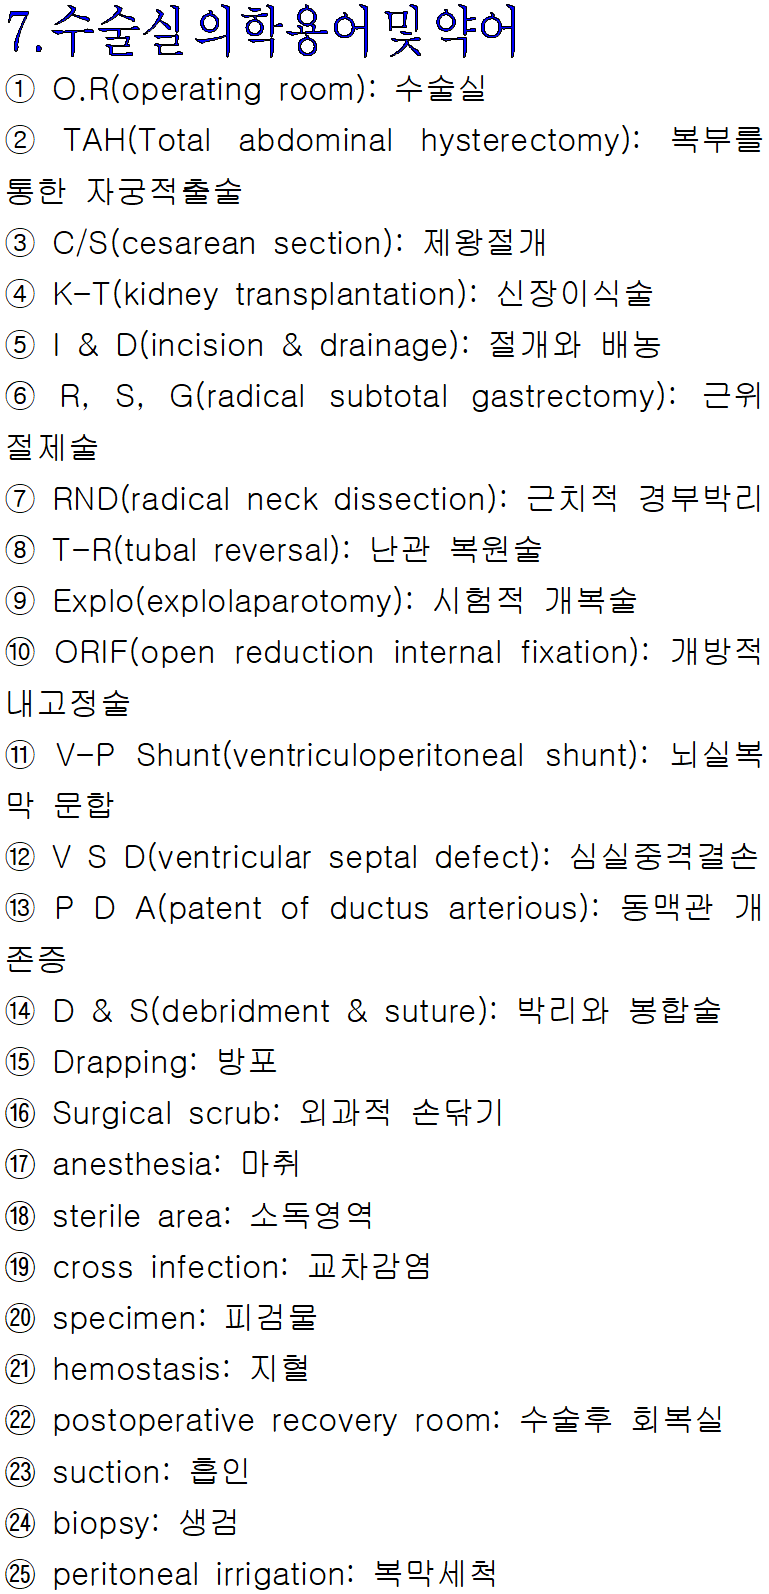 7. 수술실 의학용어 및 약어
① O.R(operating room): 수술실
② TAH(Total abdominal hysterectomy): 복부를
통한 자궁적출술
③ C/S(cesarean section): 제왕절개
④ K-T(kidney transplantation): 신장이식술
⑤ I & D(incision & drainage): 절개와 배농
⑥ R, S, G(radical subtotal gastrectomy): 근위
절제술
⑦ RND(radical neck dissection): 근치적 경부박리
⑧ T-R(tubal reversal): 난관 복원술
⑨ Explo(explolaparotomy): 시험적 개복술
⑩ ORIF(open reduction internal fixation): 개방적
내고정술
⑪ V-P Shunt(ventriculoperitoneal shunt): 뇌실복
막 문합
⑫ V S D(ventricular septal defect): 심실중격결손
⑬ P D A(patent of ductus arterious): 동맥관 개
존증
⑭ D & S(debridment & suture): 박리와 봉합술
⑮ Drapping: 방포
⑯ Surgical scrub: 외과적 손닦기
⑰ anesthesia: 마취
⑱ sterile area: 소독영역
⑲ cross infection: 교차감염
⑳ specimen: 피검물
㉑ hemostasis: 지혈
㉒ postoperative recovery room: 수술후 회복실
㉓ suction: 흡인
㉔ biopsy: 생검
㉕ peritoneal irrigation: 복막세척